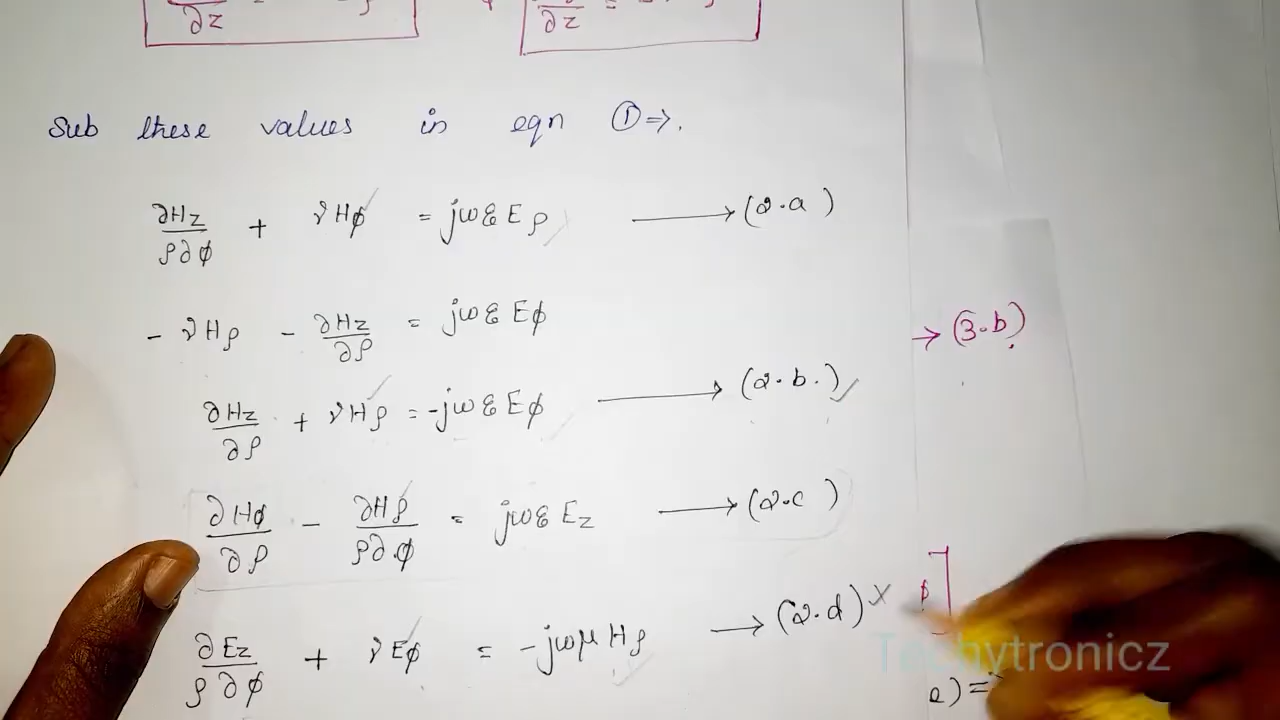 ∂z ∂z
Sub these values in eqn ① ⇒.
∂Hz/ρ∂ϕ + γHϕ = jωε Eρ → (2.a)
- γHρ - ∂Hz/∂ρ = jωε Eϕ
→ (3.b)
∂Hz/∂ρ + γHρ = -jωε Eϕ → (2.b.)
∂Hϕ/∂ρ - ∂Hρ/ρ∂ϕ = jωε Ez → (2.c)
∂Ez/ρ∂ϕ + γEϕ = -jωμ Hρ → (2.d)
Techytronicz